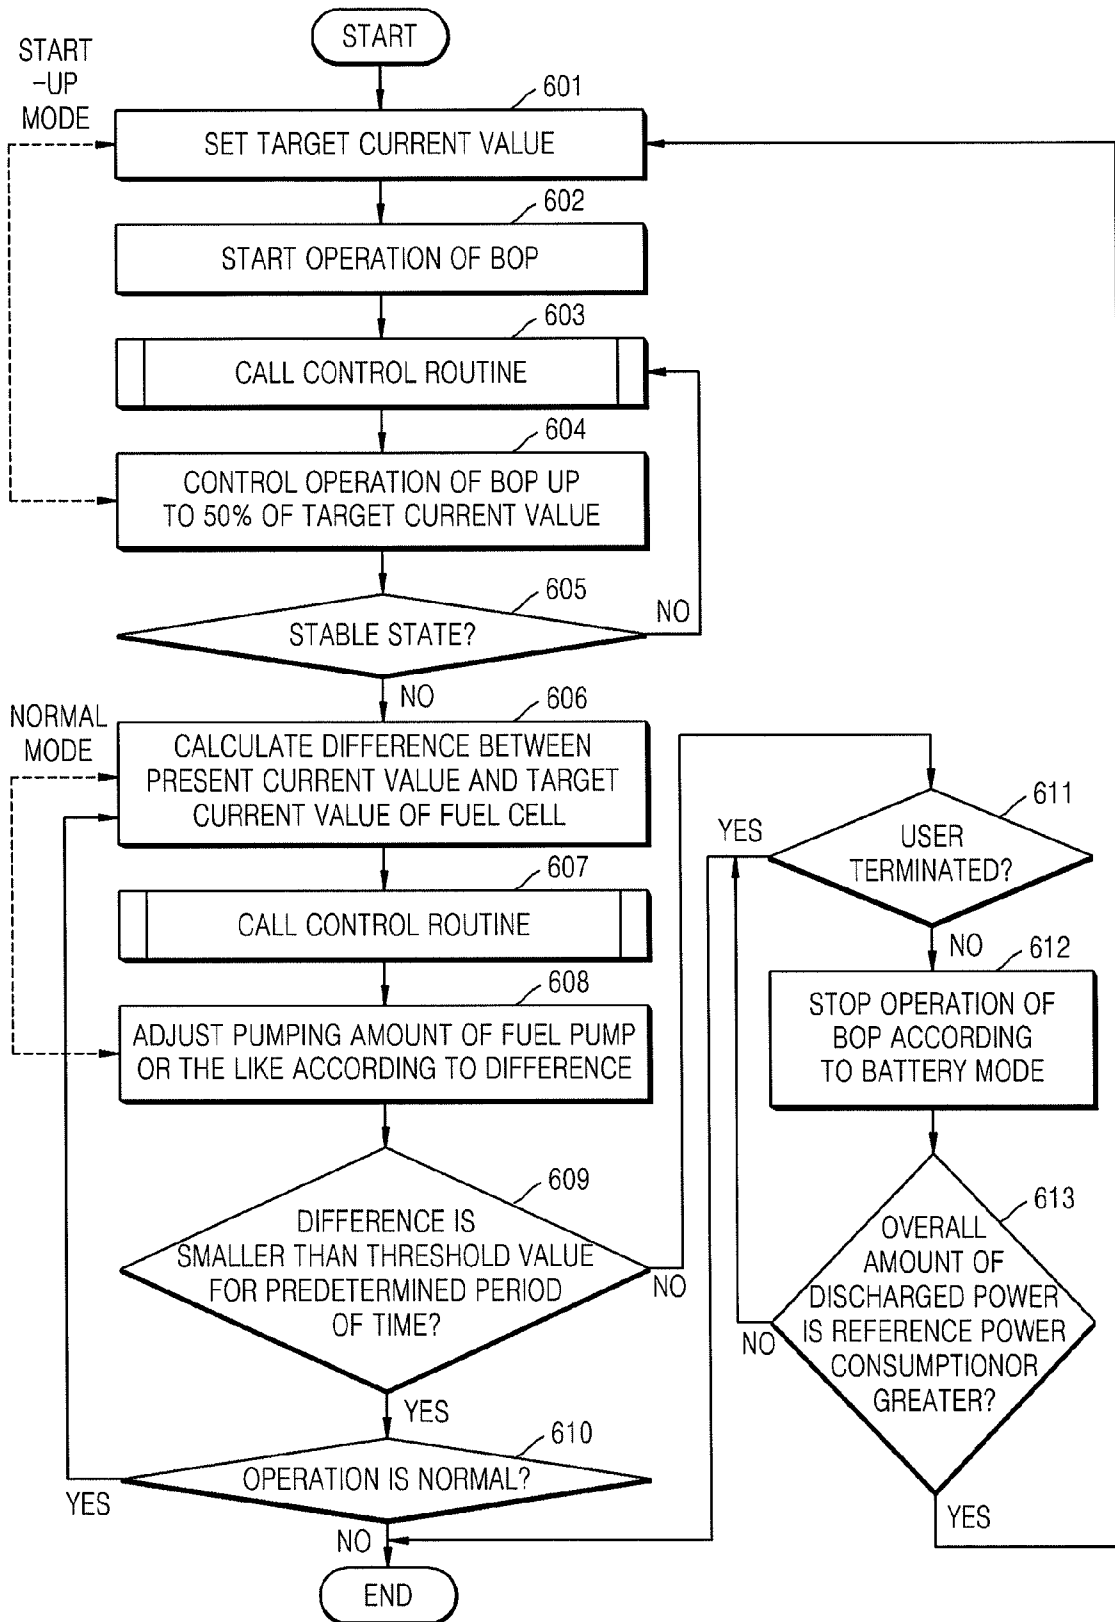 START
START
-UP
MODE
601
SET TARGET CURRENT VALUE
602
START OPERATION OF BOP
603
CALL CONTROL ROUTINE
604
CONTROL OPERATION OF BOP UP
TO 50% OF TARGET CURRENT VALUE
605
STABLE STATE?
NO
NO
NORMAL
MODE
606
CALCULATE DIFFERENCE BETWEEN
PRESENT CURRENT VALUE AND TARGET
CURRENT VALUE OF FUEL CELL
607
CALL CONTROL ROUTINE
608
ADJUST PUMPING AMOUNT OF FUEL PUMP
OR THE LIKE ACCORDING TO DIFFERENCE
609
DIFFERENCE IS
SMALLER THAN THRESHOLD VALUE
FOR PREDETERMINED PERIOD
OF TIME?
NO
YES
610
OPERATION IS NORMAL?
YES
NO
END
611
YES
USER
TERMINATED?
NO
612
STOP OPERATION OF
BOP ACCORDING
TO BATTERY MODE
613
OVERALL
AMOUNT OF
DISCHARGED POWER
IS REFERENCE POWER
CONSUMPTIONOR
GREATER?
NO
YES